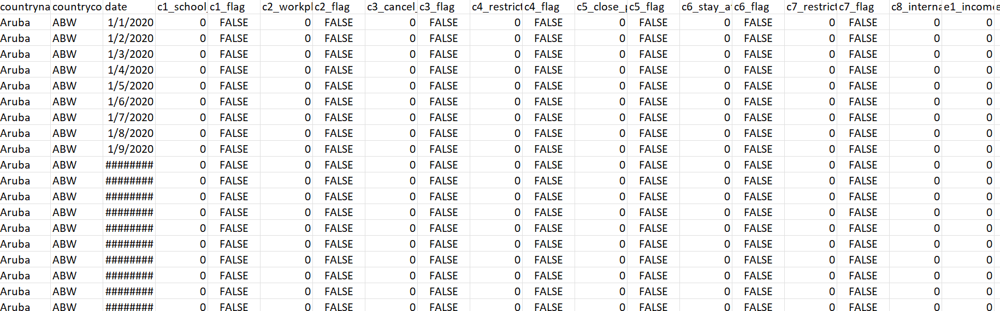 countryna countryco date c1_school_ c1_flag c2_workpl c2_flag c3_cancel_ c3_flag c4_restrict c4_flag c5_close_p c5_flag c6_stay_at c6_flag c7_restrict c7_flag c8_interna e1_income
Aruba ABW 1/1/2020 0 FALSE 0 FALSE 0 FALSE 0 FALSE 0 FALSE 0 FALSE 0 FALSE 0 0
Aruba ABW 1/2/2020 0 FALSE 0 FALSE 0 FALSE 0 FALSE 0 FALSE 0 FALSE 0 FALSE 0 0
Aruba ABW 1/3/2020 0 FALSE 0 FALSE 0 FALSE 0 FALSE 0 FALSE 0 FALSE 0 FALSE 0 0
Aruba ABW 1/4/2020 0 FALSE 0 FALSE 0 FALSE 0 FALSE 0 FALSE 0 FALSE 0 FALSE 0 0
Aruba ABW 1/5/2020 0 FALSE 0 FALSE 0 FALSE 0 FALSE 0 FALSE 0 FALSE 0 FALSE 0 0
Aruba ABW 1/6/2020 0 FALSE 0 FALSE 0 FALSE 0 FALSE 0 FALSE 0 FALSE 0 FALSE 0 0
Aruba ABW 1/7/2020 0 FALSE 0 FALSE 0 FALSE 0 FALSE 0 FALSE 0 FALSE 0 FALSE 0 0
Aruba ABW 1/8/2020 0 FALSE 0 FALSE 0 FALSE 0 FALSE 0 FALSE 0 FALSE 0 FALSE 0 0
Aruba ABW 1/9/2020 0 FALSE 0 FALSE 0 FALSE 0 FALSE 0 FALSE 0 FALSE 0 FALSE 0 0
Aruba ABW ######## 0 FALSE 0 FALSE 0 FALSE 0 FALSE 0 FALSE 0 FALSE 0 FALSE 0 0
Aruba ABW ######## 0 FALSE 0 FALSE 0 FALSE 0 FALSE 0 FALSE 0 FALSE 0 FALSE 0 0
Aruba ABW ######## 0 FALSE 0 FALSE 0 FALSE 0 FALSE 0 FALSE 0 FALSE 0 FALSE 0 0
Aruba ABW ######## 0 FALSE 0 FALSE 0 FALSE 0 FALSE 0 FALSE 0 FALSE 0 FALSE 0 0
Aruba ABW ######## 0 FALSE 0 FALSE 0 FALSE 0 FALSE 0 FALSE 0 FALSE 0 FALSE 0 0
Aruba ABW ######## 0 FALSE 0 FALSE 0 FALSE 0 FALSE 0 FALSE 0 FALSE 0 FALSE 0 0
Aruba ABW ######## 0 FALSE 0 FALSE 0 FALSE 0 FALSE 0 FALSE 0 FALSE 0 FALSE 0 0
Aruba ABW ######## 0 FALSE 0 FALSE 0 FALSE 0 FALSE 0 FALSE 0 FALSE 0 FALSE 0 0
Aruba ABW ######## 0 FALSE 0 FALSE 0 FALSE 0 FALSE 0 FALSE 0 FALSE 0 FALSE 0 0
Aruba ABW ######## 0 FALSE 0 FALSE 0 FALSE 0 FALSE 0 FALSE 0 FALSE 0 FALSE 0 0